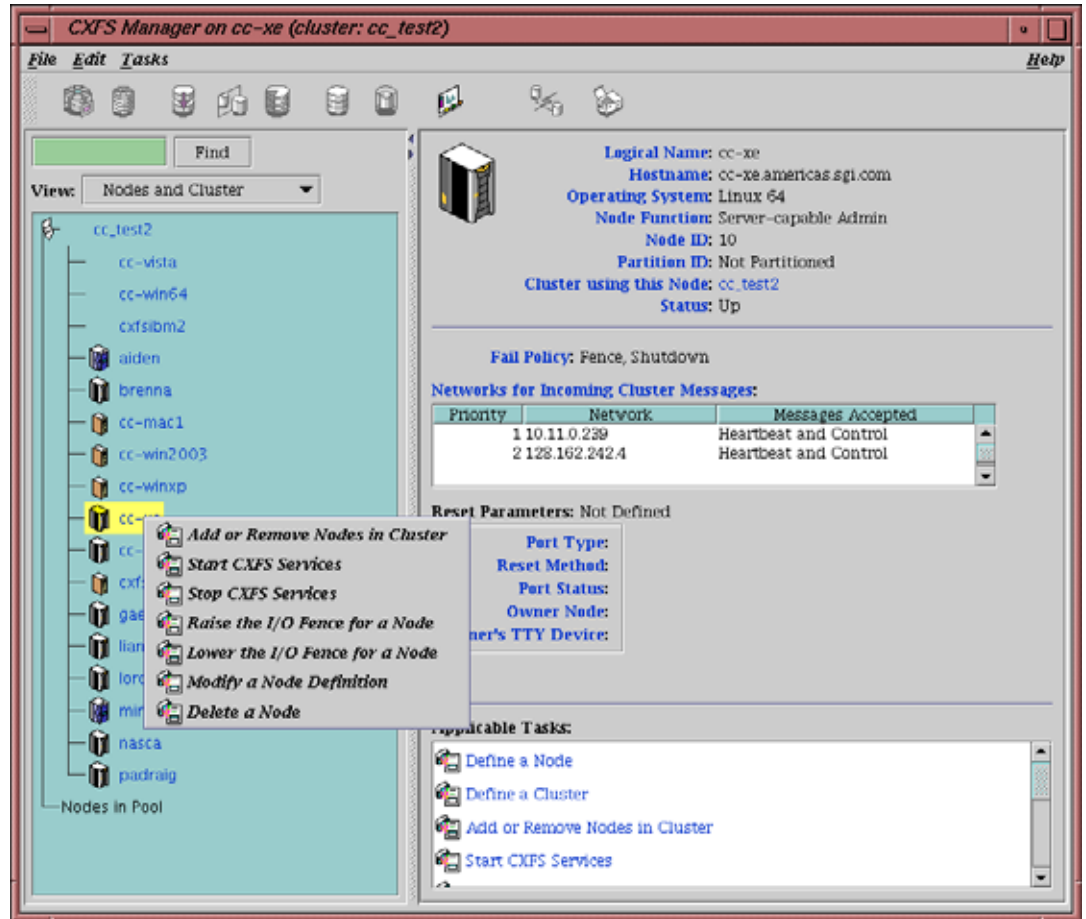 CXFS Manager on cc-xe (cluster: cc_test2)
File Edit Tasks Help
Find
View: Nodes and Cluster
cc_test2
cc-vista
cc-win64
cxfsibm2
aiden
brenna
cc-mac1
cc-win2003
cc-winxp
Add or Remove Nodes in Cluster
Start CXFS Services
Stop CXFS Services
Raise the I/O Fence for a Node
Lower the I/O Fence for a Node
Modify a Node Definition
Delete a Node
nasca
padraig
Nodes in Pool
Logical Name: cc-xe
Hostname: cc-xe.americas.sgi.com
Operating System: Linux 64
Node Function: Server-capable Admin
Node ID: 10
Partition ID: Not Partitioned
Cluster using this Node: cc_test2
Status: Up
Fail Policy: Fence, Shutdown
Networks for Incoming Cluster Messages:
Priority Network Messages Accepted
1 10.11.0.239 Heartbeat and Control
2 128.162.242.4 Heartbeat and Control
Reset Parameters: Not Defined
Port Type:
Reset Method:
Port Status:
Owner Node:
TTY Device:
Applicable Tasks:
Define a Node
Define a Cluster
Add or Remove Nodes in Cluster
Start CXFS Services